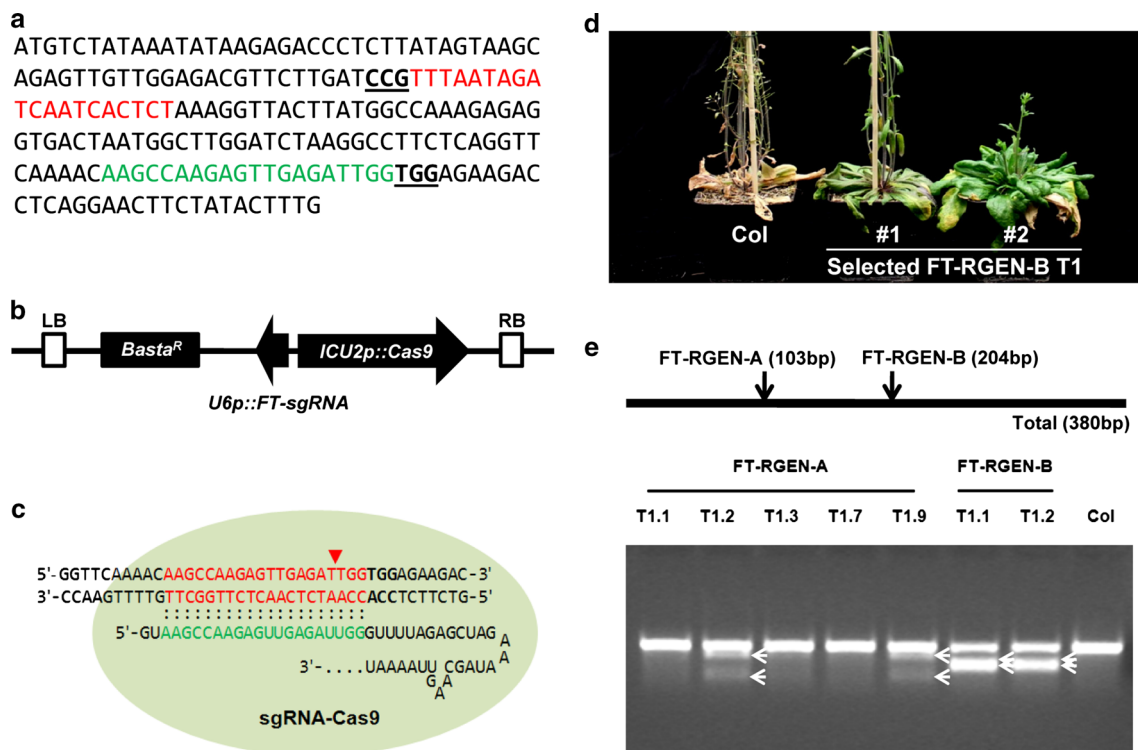 a
ATGTCTATAAATATAAGAGACCCTCTTATAGTAAGC
AGAGTTGTTGGAGACGTTCTTGATCCGTTTAATAGA
TCAATCACTCTAAAGGTTACTTATGGCCAAAGAGAG
GTGACTAATGGCTTGGATCTAAGGCCTTCTCAGGTT
CAAAACAAGCCAAGAGTTGAGATTGGTGGAGAAGAC
CTCAGGAACTTCTATACTTTG
b
LB
BastaR
ICU2p::Cas9
RB
U6p::FT-sgRNA
c
5'-GGTTCAAAACAAGCCAAGAGTTGAGATTGGTGGAGAAGAC-3'
3'-CCAAGTTTTGTTCGGTTCTCAACTCTAACCACCTCTTCTG-5'
::::::::::::::::::::
5'-GUAAGCCAAGAGUUGAGAUUGGGUUUUAGAGCUAG
A
A
3'-....UAAAAUU CGAUA
G A
A
sgRNA-Cas9
d
Col
#1
#2
Selected FT-RGEN-B T1
e
FT-RGEN-A (103bp)
FT-RGEN-B (204bp)
Total (380bp)
FT-RGEN-A
FT-RGEN-B
T1.1 T1.2 T1.3 T1.7 T1.9 T1.1 T1.2 Col